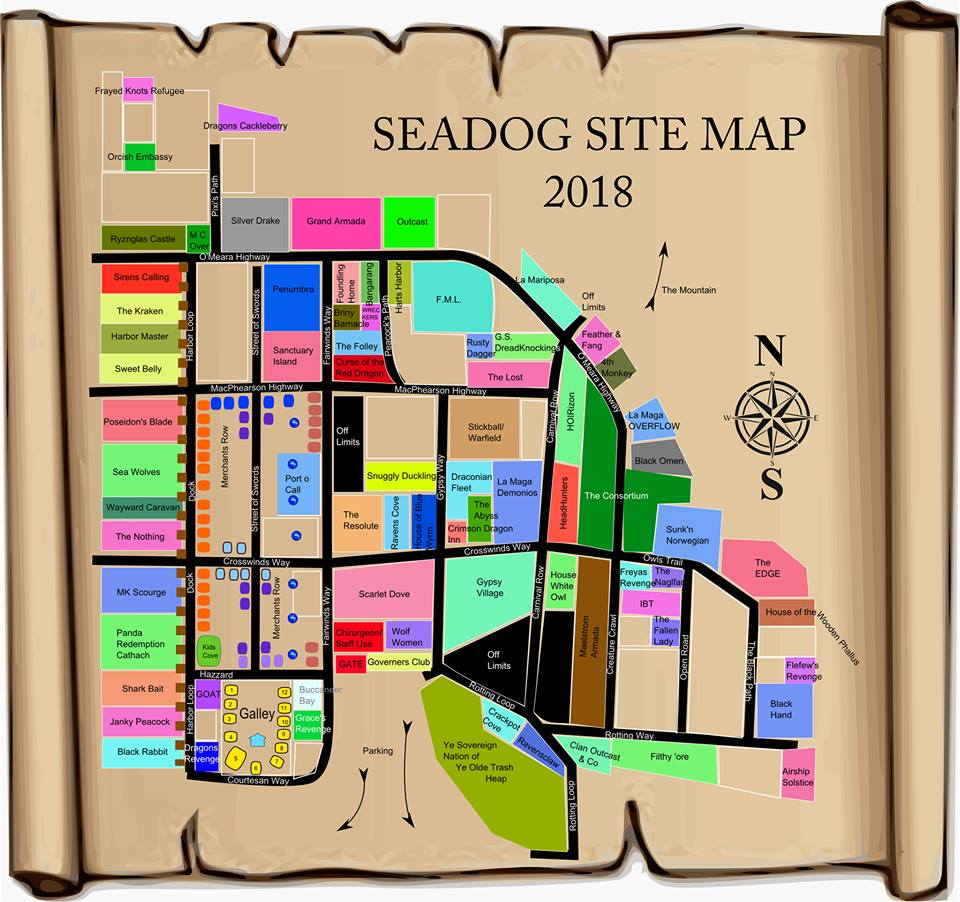 SEADOG SITE MAP
2018
Frayed Knots Refugee
Dragons Cackleberry
Orcish Embassy
Pixi's Path
Ryznglas Castle
M C
Over
Silver Drake
Grand Armada
Outcast
O'Meara Highway
La Mariposa
The Mountain
Off
Limits
Feather &
Fang
4th
Monkey
O'Meara Highway
Sirens Calling
The Kraken
Harbor Master
Sweet Belly
Harbor Loop
Street of Swords
Penumbra
Sanctuary
Island
Fairwinds Way
Foundling
Home
Bangarang
Briny
Barnacle
WREC
KERS
The Folley
Curse of the
Red Dragon
Peacock's Path
Harts Harbor
F.M.L.
Rusty
Dagger
G.S.
DreadKnockings
The Lost
MacPhearson Highway
MacPhearson Highway
N
W
E
S
Poseidon's Blade
Sea Wolves
Wayward Caravan
The Nothing
Dock
Merchants Row
Street of Swords
Port o
Call
Off
Limits
Snuggly Duckling
The
Resolute
Ravens Cove
House of Blue
Wyrm
Gypsy Way
Stickball/
Warfield
Draconian
Fleet
La Maga
Demonios
The
Abyss
Crimson Dragon
Inn
Carnival Row
HOIRizon
HeadHunters
The Consortium
La Maga
OVERFLOW
Black Omen
Sunk'n
Norwegian
Crosswinds Way
Crosswinds Way
Owls Trail
The
EDGE
MK Scourge
Panda
Redemption
Cathach
Shark Bait
Janky Peacock
Black Rabbit
Dock
Harbor Loop
Kids
Cove
Merchants Row
Fairwinds Way
Hazzard
GOAT
Dragons
Revenge
Galley
1
2
3
4
5
6
7
8
9
10
11
12
Buccaneer
Bay
Grace's
Revenge
Courtesan Way
Scarlet Dove
Chirurgeon/
Staff Use
Wolf
Women
GATE
Governers Club
Gypsy
Village
Off
Limits
Carnival Row
House
White
Owl
Maelstrom
Armada
Creature Crawl
Freyas
Revenge
The
Naglfar
IBT
The
Fallen
Lady
Open Road
The Black Path
House of the Wooden Phallus
Flefew's
Revenge
Black
Hand
Rotting Loop
Rotting Way
Parking
Crackpot
Cove
Ravensclaw
Ye Sovereign
Nation of
Ye Olde Trash
Heap
Rotting Loop
Clan Outcast
& Co
Filthy 'ore
Airship
Solstice